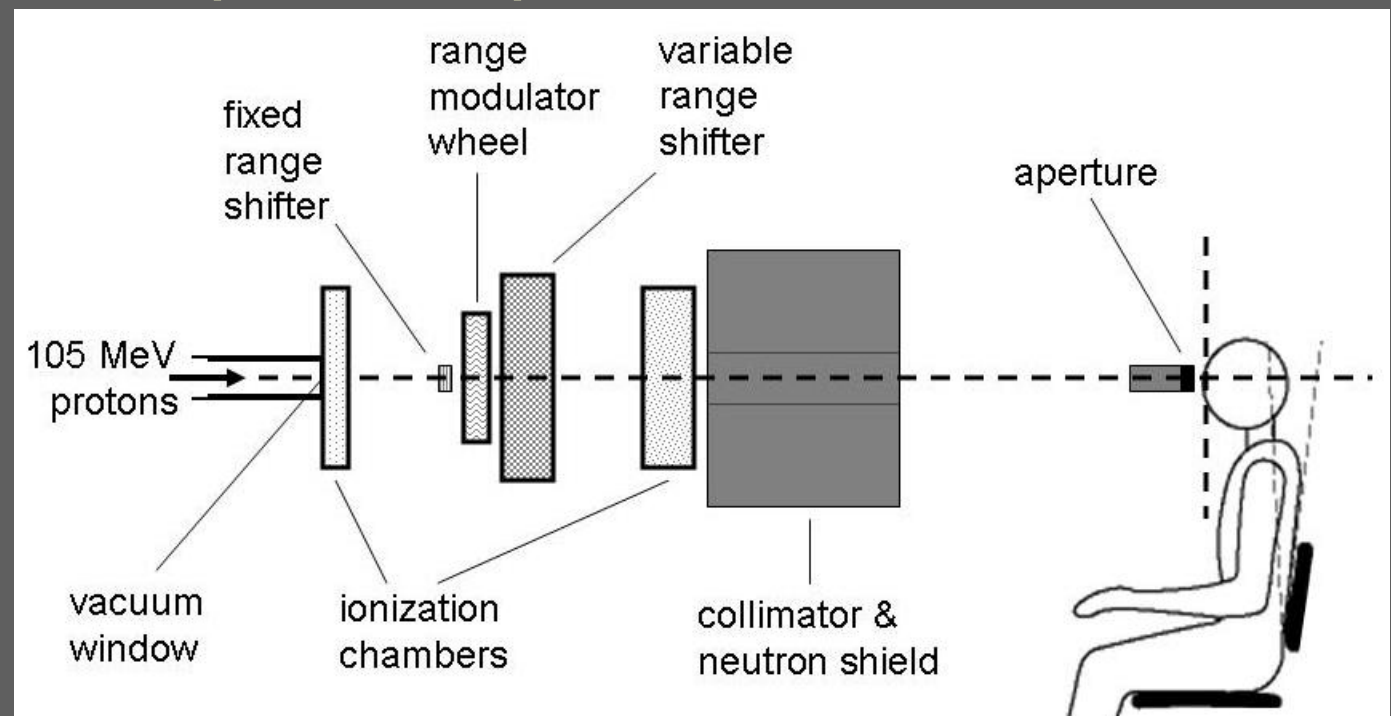 range
modulator
wheel
variable
range
shifter
fixed
range
shifter
aperture
105 MeV
protons
vacuum
window
ionization
chambers
collimator &
neutron shield